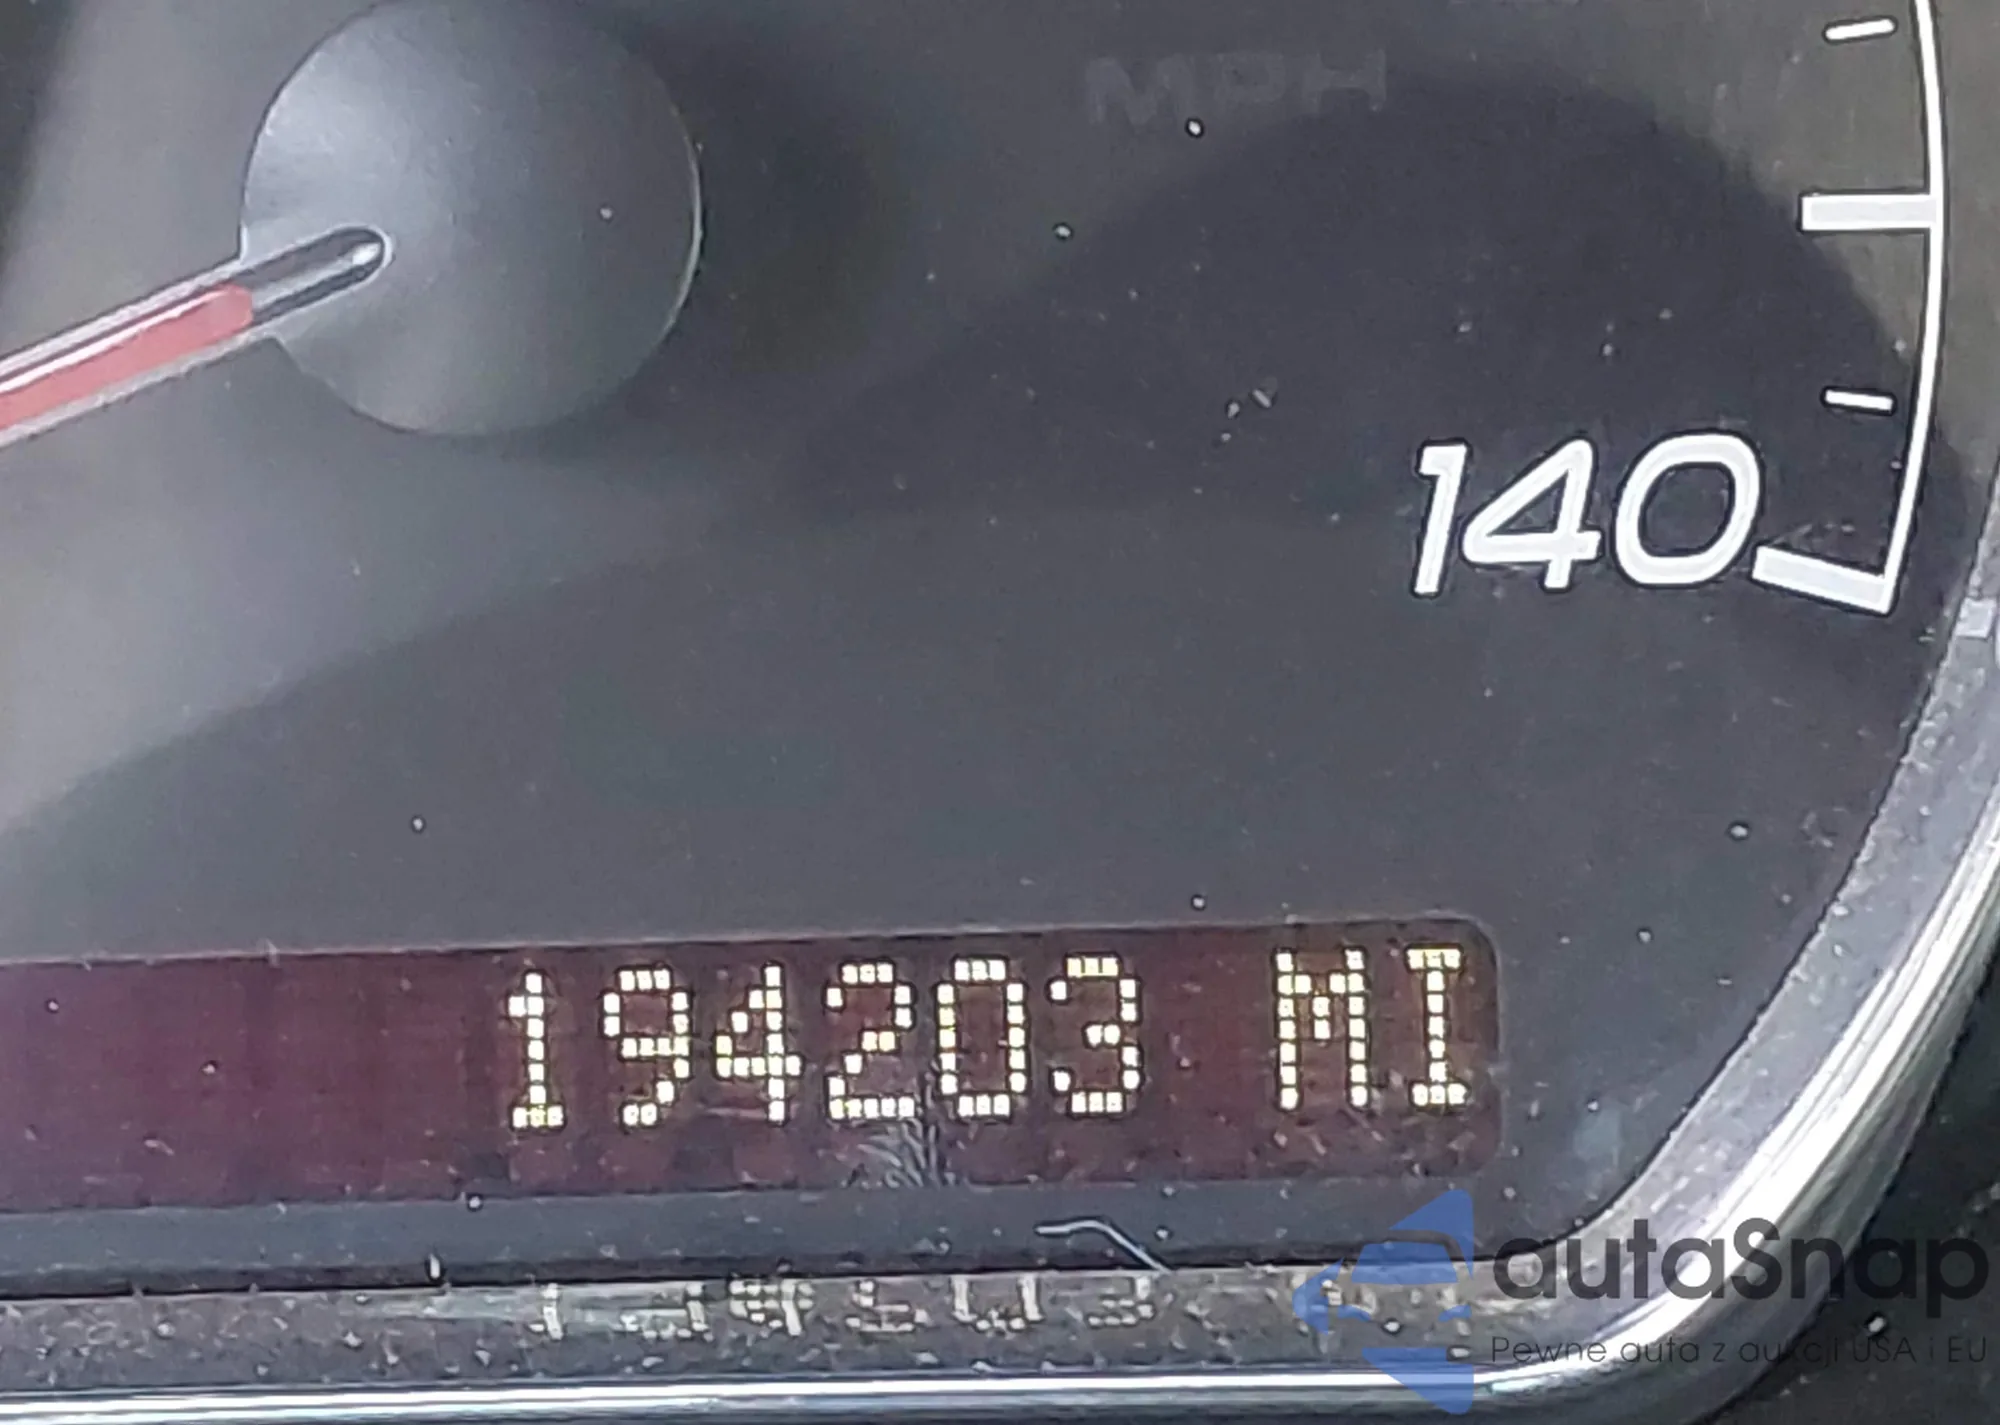 MPH
140
194203 MI
autaSnap
Pewne auta z aukcji USA i EU